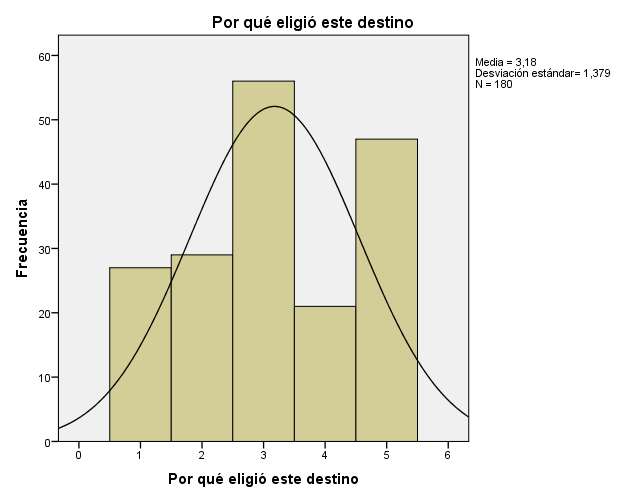 Por qué eligió este destino
Media = 3,18
Desviación estándar= 1,379
N = 180
Frecuencia
60
50
40
30
20
10
0
0 1 2 3 4 5 6
Por qué eligió este destino